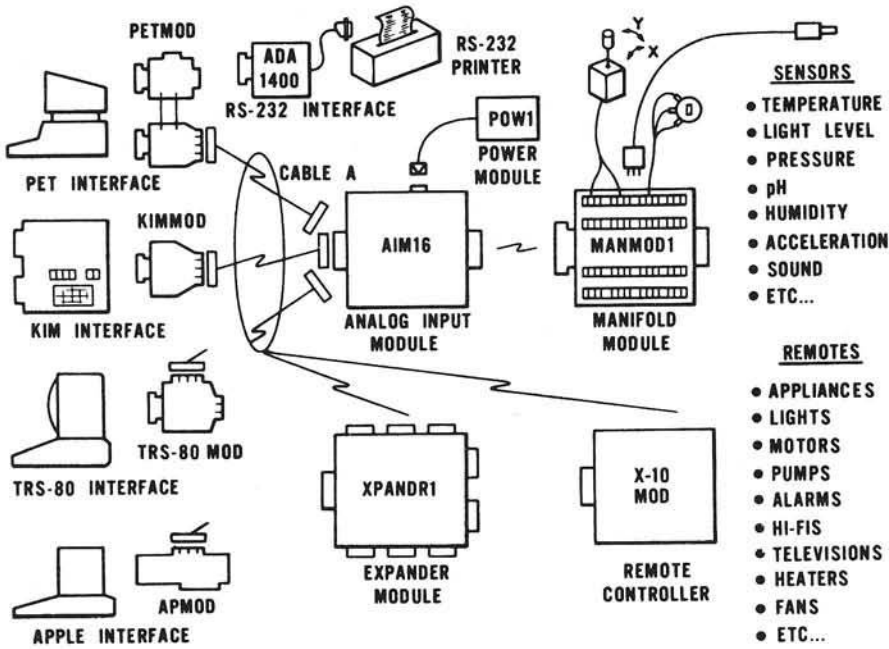 PETMOD
ADA
1400
RS-232
PRINTER
RS-232 INTERFACE
PET INTERFACE
CABLE A
POW1
POWER
MODULE
Y
X
KIMMOD
KIM INTERFACE
AIM16
ANALOG INPUT
MODULE
MANMOD1
MANIFOLD
MODULE
SENSORS
• TEMPERATURE
• LIGHT LEVEL
• PRESSURE
• pH
• HUMIDITY
• ACCELERATION
• SOUND
• ETC...
TRS-80 MOD
TRS-80 INTERFACE
APMOD
APPLE INTERFACE
XPANDR1
EXPANDER
MODULE
X-10
MOD
REMOTE
CONTROLLER
REMOTES
• APPLIANCES
• LIGHTS
• MOTORS
• PUMPS
• ALARMS
• HI-FIS
• TELEVISIONS
• HEATERS
• FANS
• ETC...